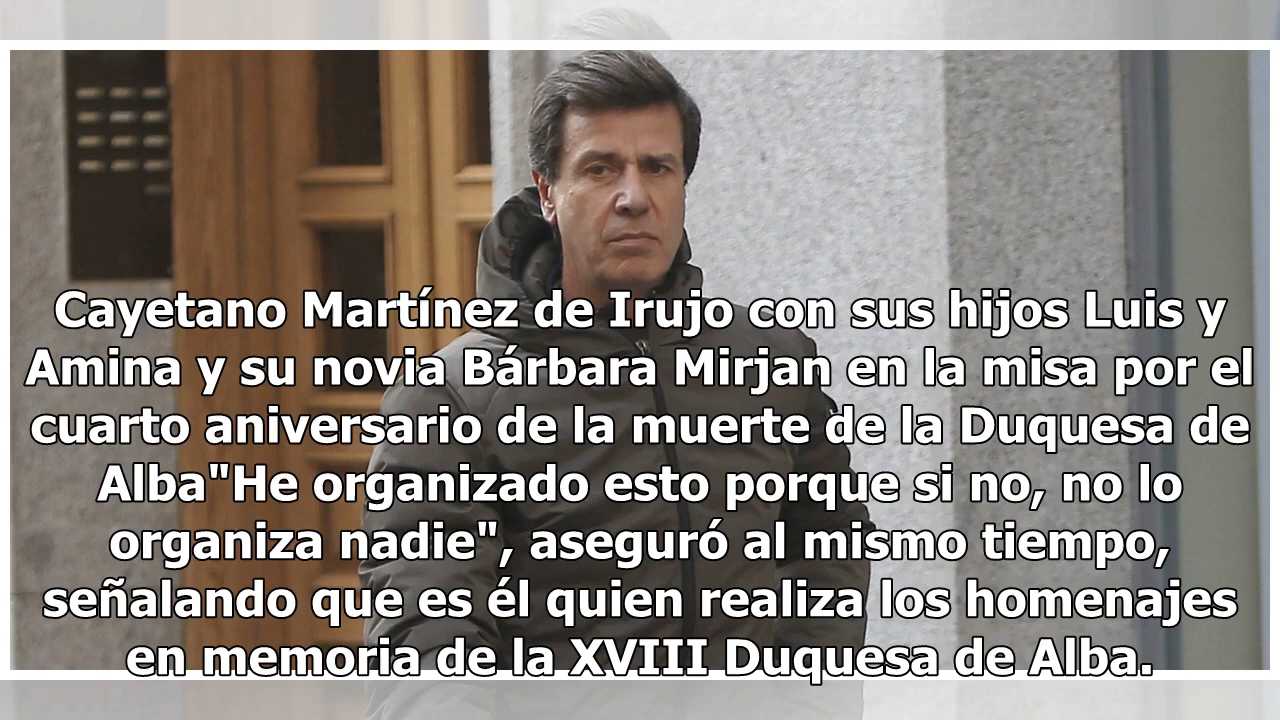 Cayetano Martínez de Irujo con sus hijos Luis y
Amina y su novia Bárbara Mirjan en la misa por el
cuarto aniversario de la muerte de la Duquesa de
Alba"He organizado esto porque si no, no lo
organiza nadie", aseguró al mismo tiempo,
señalando que es él quien realiza los homenajes
en memoria de la XVIII Duquesa de Alba.